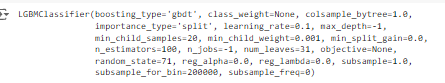 LGBMClassifier(boosting_type='gbdt', class_weight=None, colsample_bytree=1.0,
importance_type='split', learning_rate=0.1, max_depth=-1,
min_child_samples=20, min_child_weight=0.001, min_split_gain=0.0,
n_estimators=100, n_jobs=-1, num_leaves=31, objective=None,
random_state=71, reg_alpha=0.0, reg_lambda=0.0, subsample=1.0,
subsample_for_bin=200000, subsample_freq=0)